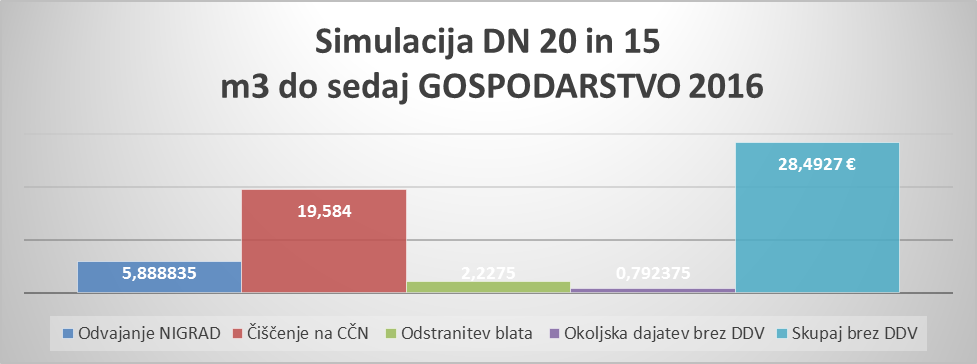 Simulacija DN 20 in 15
m3 do sedaj GOSPODARSTVO 2016
28,4927 €
19,584
5,888835
2,2275
0,792375
Odvajanje NIGRAD
Čiščenje na CČN
Odstranitev blata
Okoljska dajatev brez DDV
Skupaj brez DDV